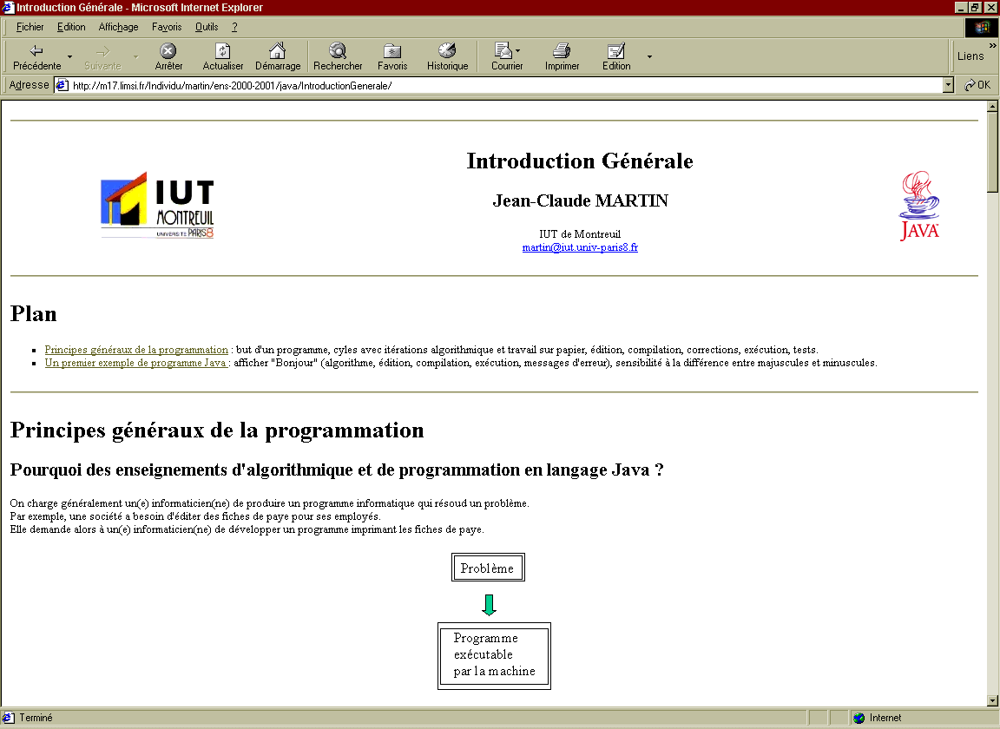 Introduction Générale - Microsoft Internet Explorer
Fichier Edition Affichage Favoris Outils ?
Précédente Suivante Arrêter Actualiser Démarrage Rechercher Favoris Historique Courrier Imprimer Edition Liens »
Adresse http://m17.limsi.fr/Individu/martin/ens-2000-2001/java/IntroductionGenerale/ OK
Introduction Générale
Jean-Claude MARTIN
IUT de Montreuil
martin@iut.univ-paris8.fr
IUT
MONTREUIL
UNIVERSITE PARIS8
JAVA
Plan
Principes généraux de la programmation : but d'un programme, cyles avec itérations algorithmique et travail sur papier, édition, compilation, corrections, exécution, tests.
Un premier exemple de programme Java : afficher "Bonjour" (algorithme, édition, compilation, exécution, messages d'erreur), sensibilité à la différence entre majuscules et minuscules.
Principes généraux de la programmation
Pourquoi des enseignements d'algorithmique et de programmation en langage Java ?
On charge généralement un(e) informaticien(ne) de produire un programme informatique qui résoud un problème.
Par exemple, une société a besoin d'éditer des fiches de paye pour ses employés.
Elle demande alors à un(e) informaticien(ne) de développer un programme imprimant les fiches de paye.
Problème
Programme
exécutable
par la machine
Terminé Internet